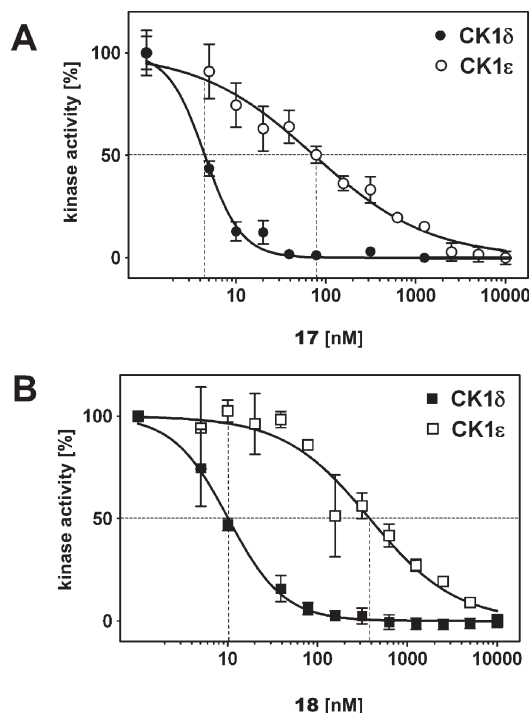 A
CK1δ
CK1ε
kinase activity [%]
100
50
0
10
100
1000
10000
17 [nM]
B
CK1δ
CK1ε
kinase activity [%]
100
50
0
10
100
1000
10000
18 [nM]